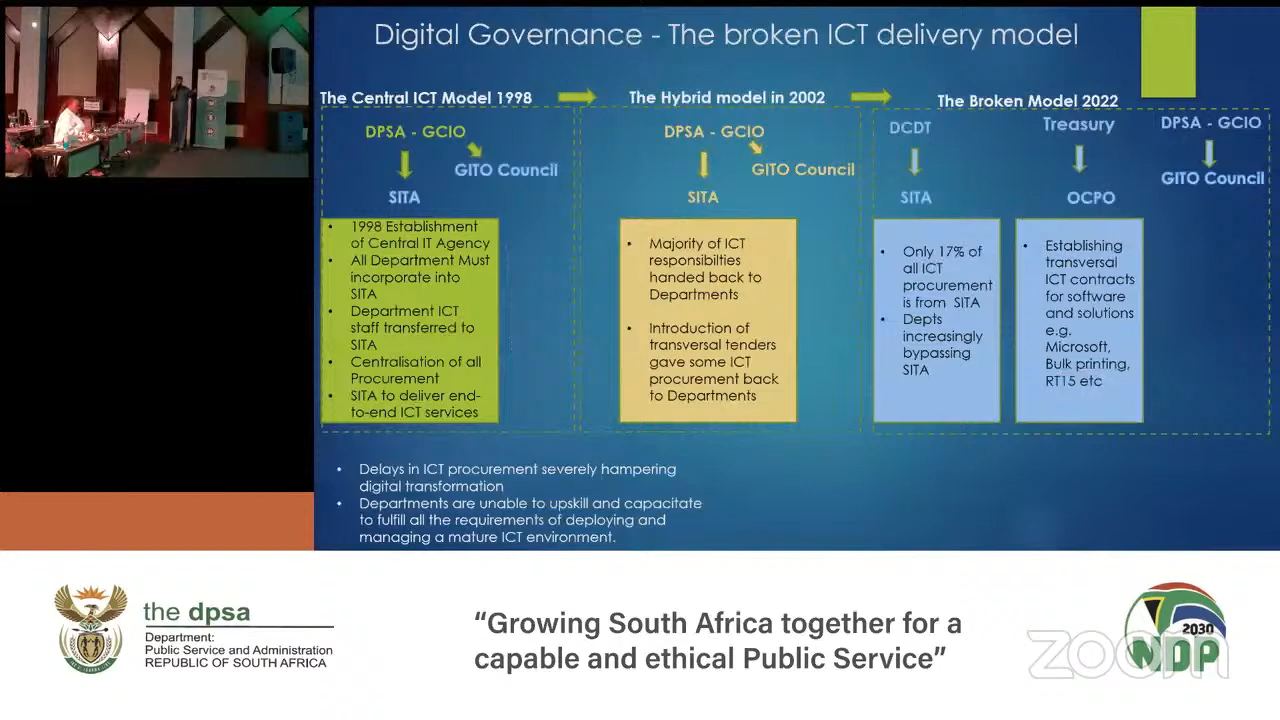 Digital Governance - The broken ICT delivery model
The Central ICT Model 1998
DPSA - GCIO
GITO Council
SITA
• 1998 Establishment
of Central IT Agency
• All Department Must
incorporate into
SITA
• Department ICT
staff transferred to
SITA
• Centralisation of all
Procurement
• SITA to deliver end-
to-end ICT services
The Hybrid model in 2002
DPSA - GCIO
GITO Council
SITA
• Majority of ICT
responsibilties
handed back to
Departments
• Introduction of
transversal tenders
gave some ICT
procurement back
to Departments
The Broken Model 2022
DCDT
SITA
• Only 17% of
all ICT
procurement
is from SITA
• Depts
increasingly
bypassing
SITA
Treasury
OCPO
• Establishing
transversal
ICT contracts
for software
and solutions
e.g.
Microsoft,
Bulk printing,
RT15 etc
DPSA - GCIO
GITO Council
• Delays in ICT procurement severely hampering
digital transformation
• Departments are unable to upskill and capacitate
to fulfill all the requirements of deploying and
managing a mature ICT environment.
the dpsa
Department:
Public Service and Administration
REPUBLIC OF SOUTH AFRICA
“Growing South Africa together for a
capable and ethical Public Service”
2030
NDP
zoom